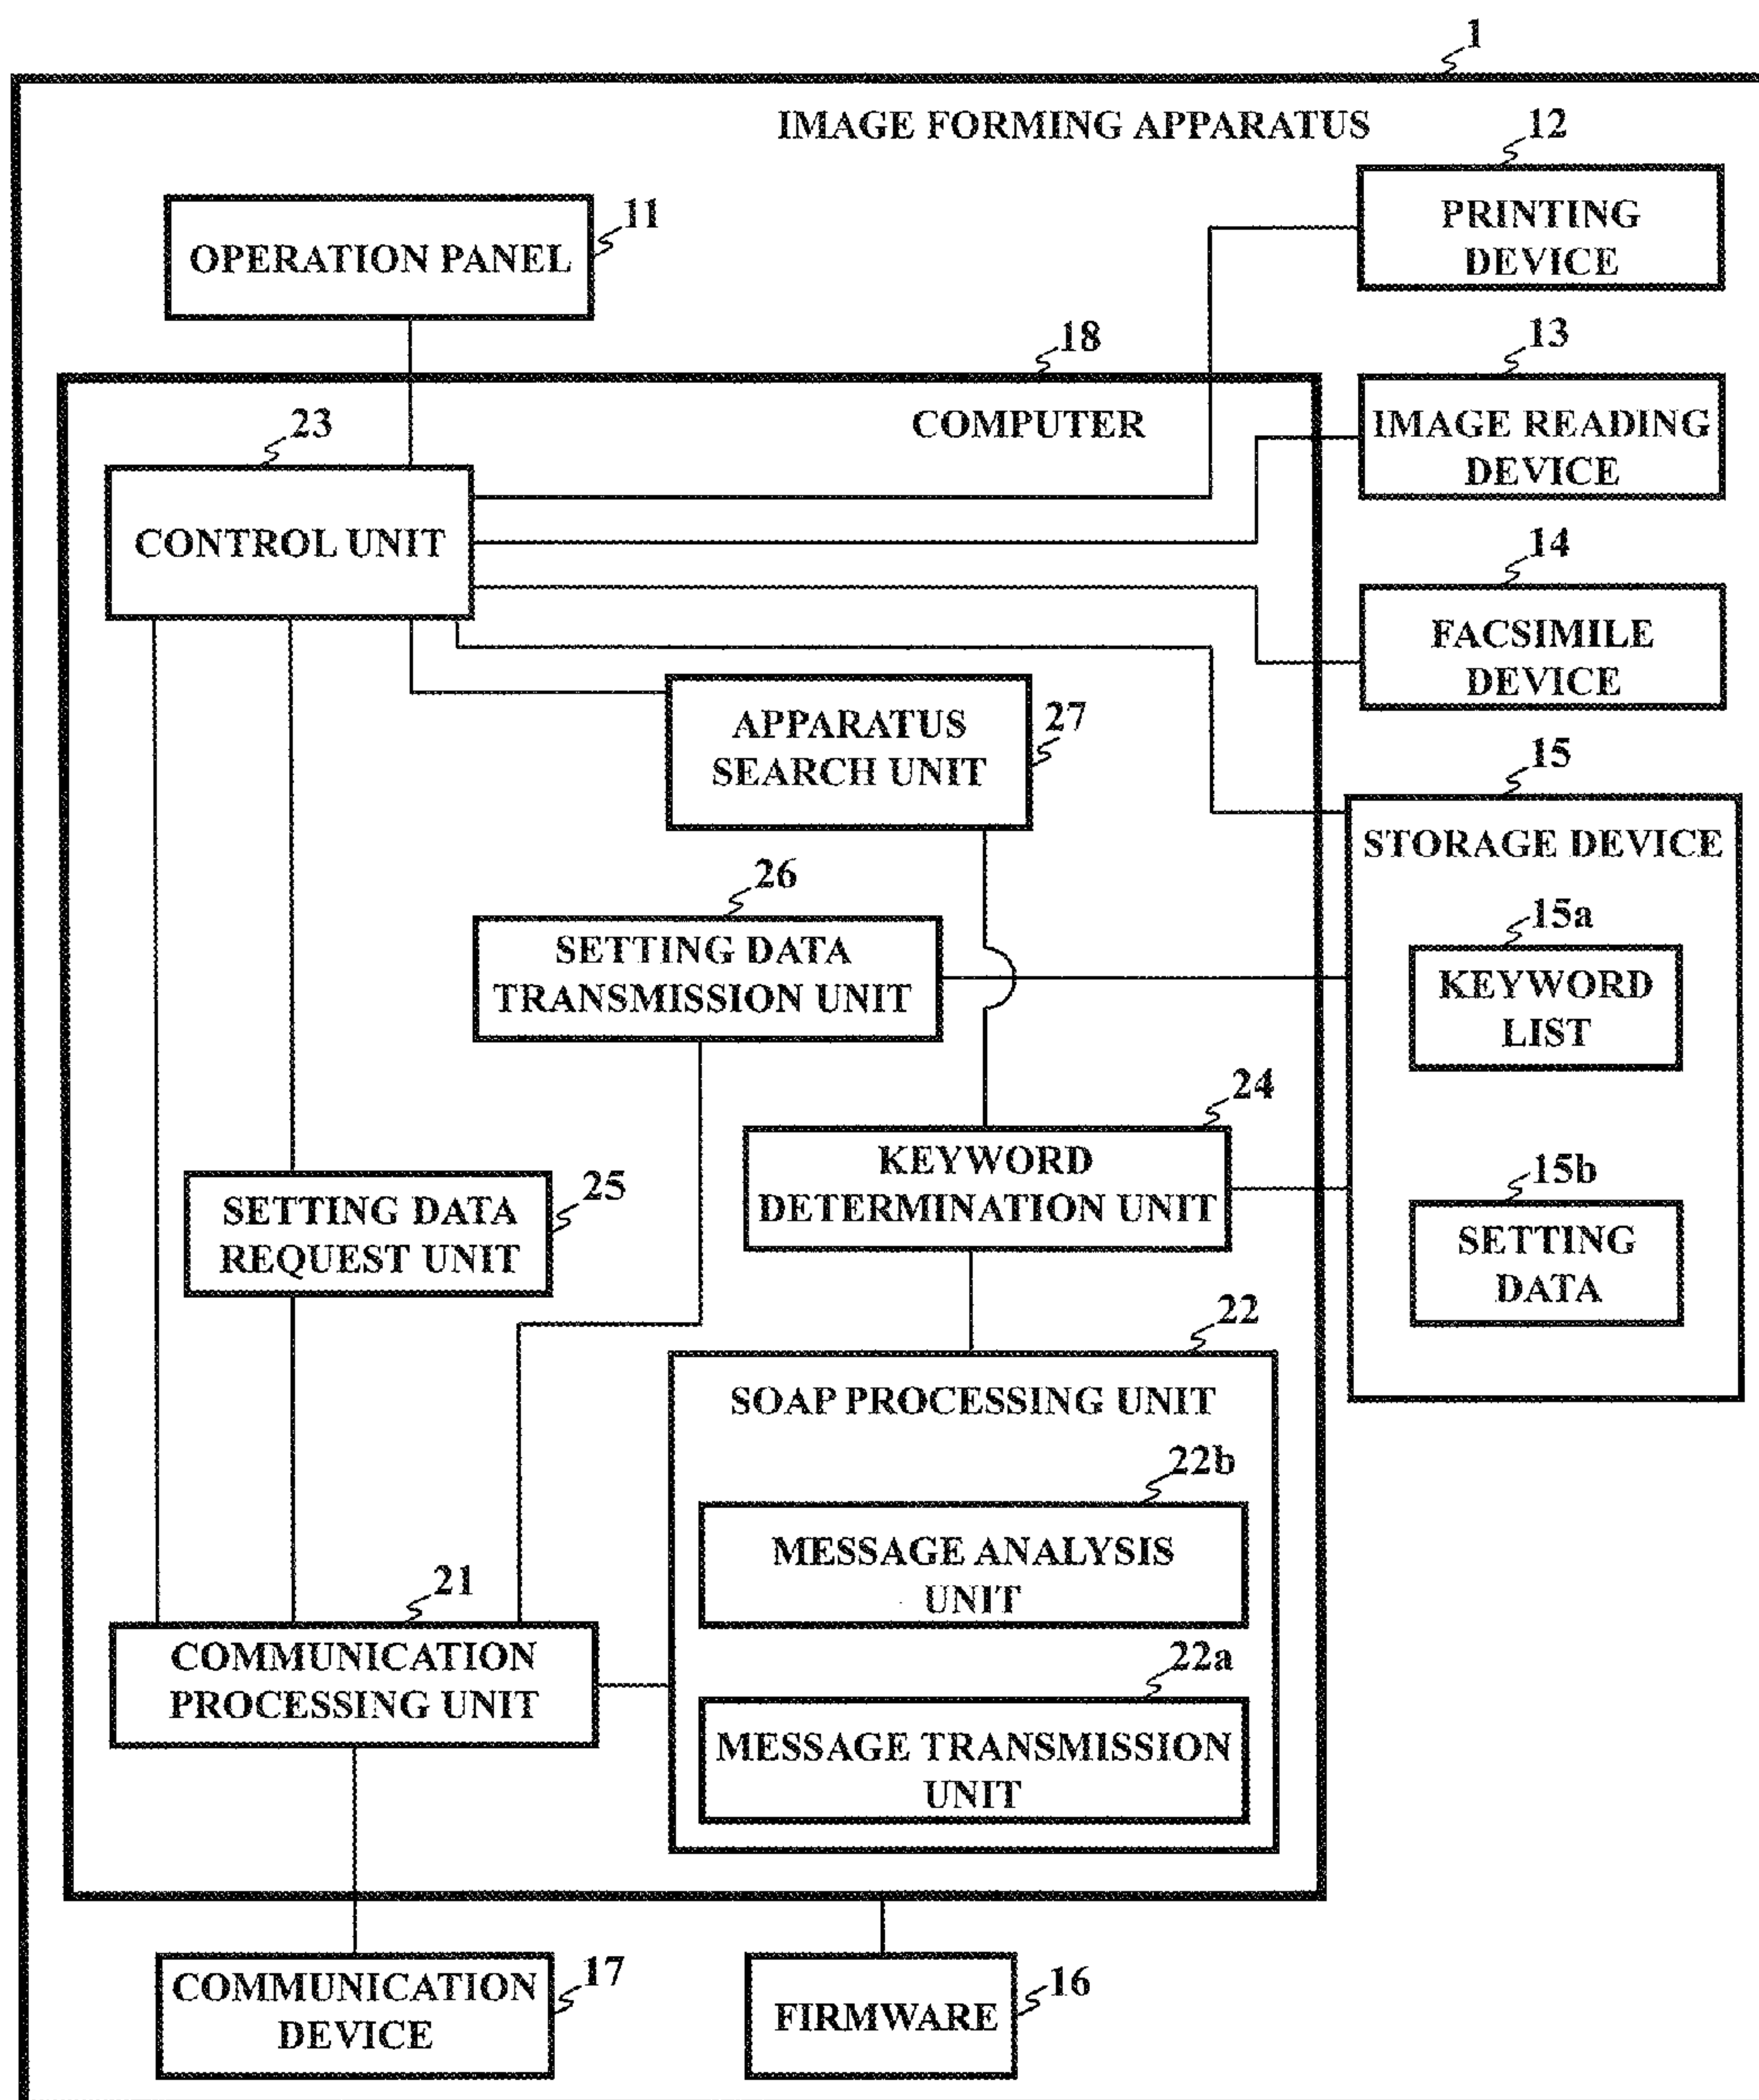 1
IMAGE FORMING APPARATUS
12
PRINTING
DEVICE
11
OPERATION PANEL
18
13
COMPUTER
IMAGE READING
DEVICE
23
CONTROL UNIT
14
FACSIMILE
DEVICE
27
APPARATUS
SEARCH UNIT
15
STORAGE DEVICE
26
SETTING DATA
TRANSMISSION UNIT
15a
KEYWORD
LIST
24
KEYWORD
DETERMINATION UNIT
25
SETTING DATA
REQUEST UNIT
15b
SETTING
DATA
22
SOAP PROCESSING UNIT
22b
MESSAGE ANALYSIS
UNIT
21
COMMUNICATION
PROCESSING UNIT
22a
MESSAGE TRANSMISSION
UNIT
17
COMMUNICATION
DEVICE
16
FIRMWARE